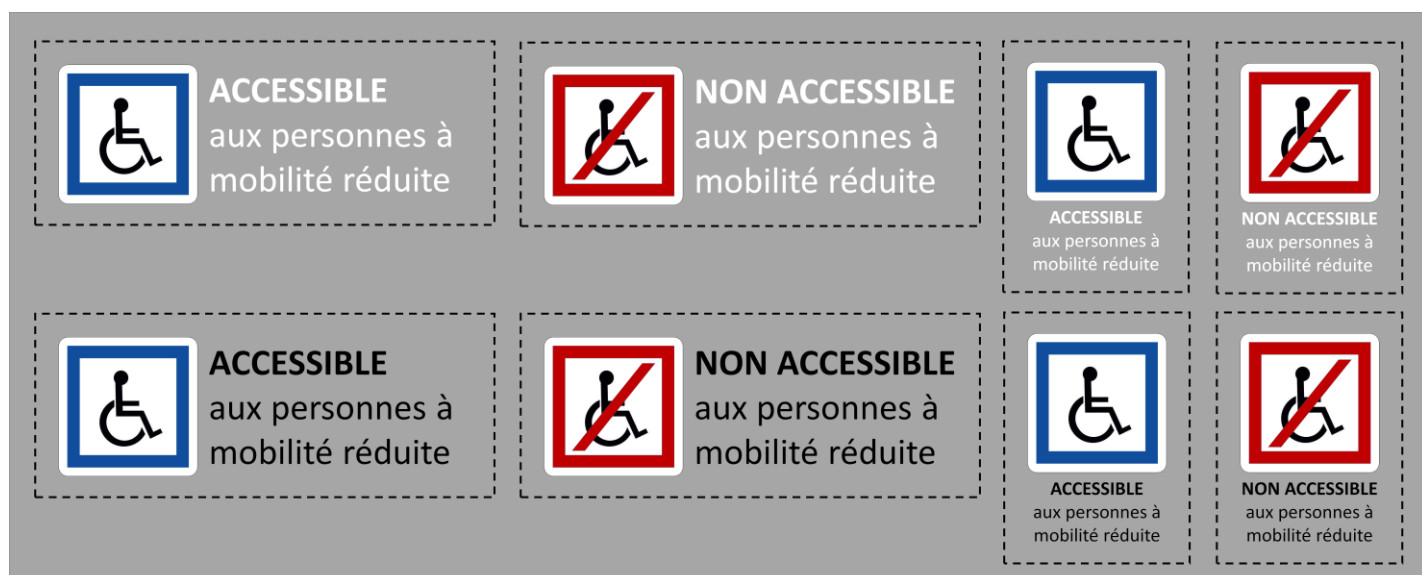 ACCESSIBLE
aux personnes à
mobilité réduite
NON ACCESSIBLE
aux personnes à
mobilité réduite
ACCESSIBLE
aux personnes à
mobilité réduite
NON ACCESSIBLE
aux personnes à
mobilité réduite
ACCESSIBLE
aux personnes à
mobilité réduite
NON ACCESSIBLE
aux personnes à
mobilité réduite
ACCESSIBLE
aux personnes à
mobilité réduite
NON ACCESSIBLE
aux personnes à
mobilité réduite